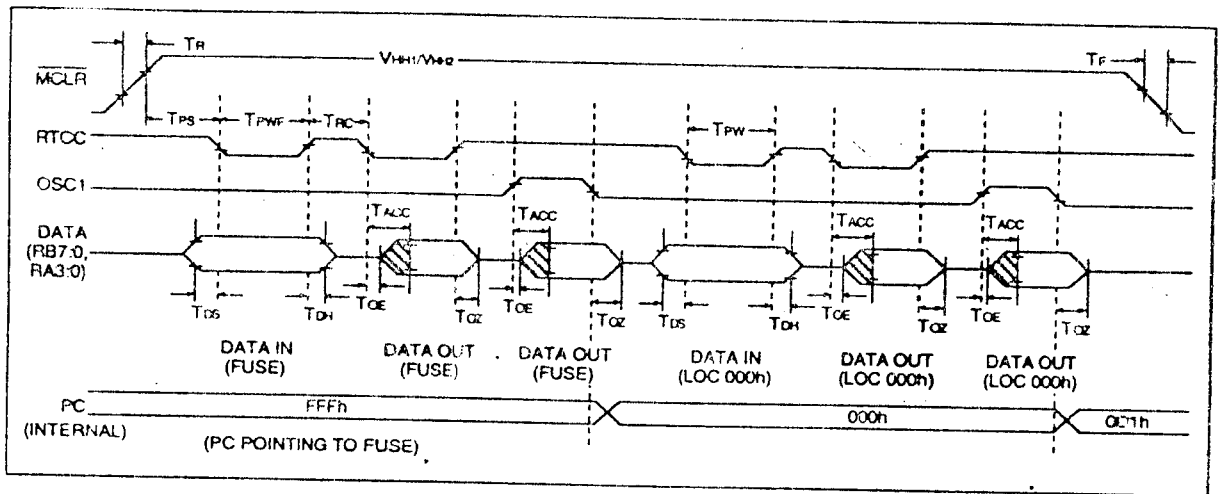 TR VHH1/VHH2 TF
MCLR
TPS TPWF TRC TPW
RTCC
OSC1
TACC TACC TACC TACC
DATA
(RB7:0,
RA3:0)
TDS TDH TOE TOZ TOE TOZ TDS TDH TOE TOZ TOE TOZ
DATA IN DATA OUT DATA OUT DATA IN DATA OUT DATA OUT
(FUSE) (FUSE) (FUSE) (LOC 000h) (LOC 000h) (LOC 000h)
PC FFFh 000h 001h
(INTERNAL)
(PC POINTING TO FUSE)